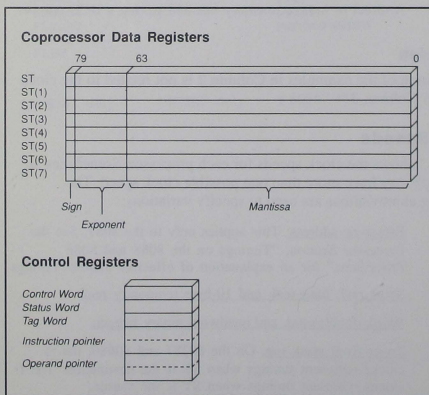 Coprocessor Data Registers
79 63 0
ST
ST(1)
ST(2)
ST(3)
ST(4)
ST(5)
ST(6)
ST(7)
Sign
Exponent
Mantissa
Control Registers
Control Word
Status Word
Tag Word
Instruction pointer
Operand pointer